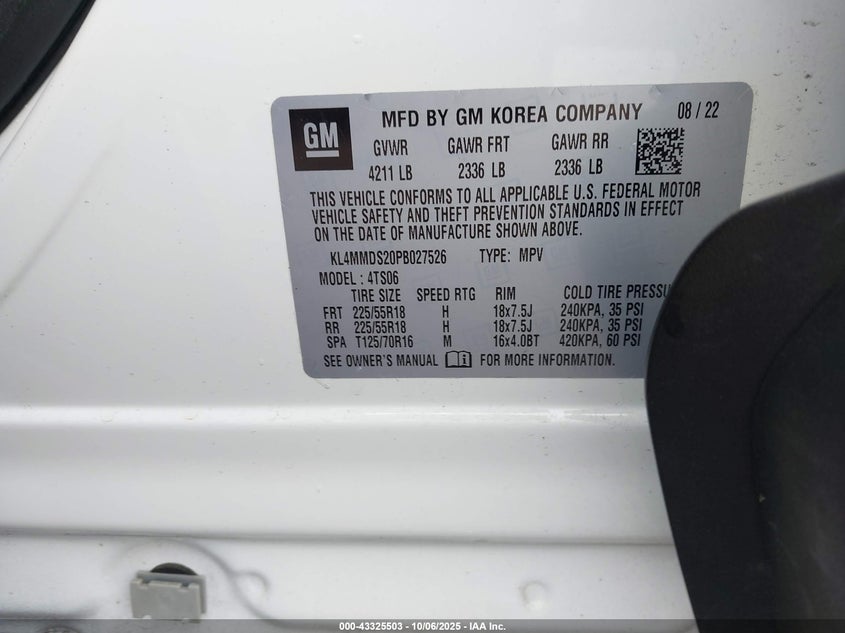 GM
MFD BY GM KOREA COMPANY 08 / 22
GVWR GAWR FRT GAWR RR
4211 LB 2336 LB 2336 LB
THIS VEHICLE CONFORMS TO ALL APPLICABLE U.S. FEDERAL MOTOR
VEHICLE SAFETY AND THEFT PREVENTION STANDARDS IN EFFECT
ON THE DATE OF MANUFACTURE SHOWN ABOVE.
KL4MMDS20PB027526 TYPE: MPV
MODEL: 4TS06
TIRE SIZE SPEED RTG RIM COLD TIRE PRESSU
FRT 225/55R18 H 18x7.5J 240KPA, 35 PSI
RR 225/55R18 H 18x7.5J 240KPA, 35 PSI
SPA T125/70R16 M 16x4.0BT 420KPA, 60 PSI
SEE OWNER'S MANUAL FOR MORE INFORMATION.
000-43325503 - 10/06/2025 - IAA Inc.